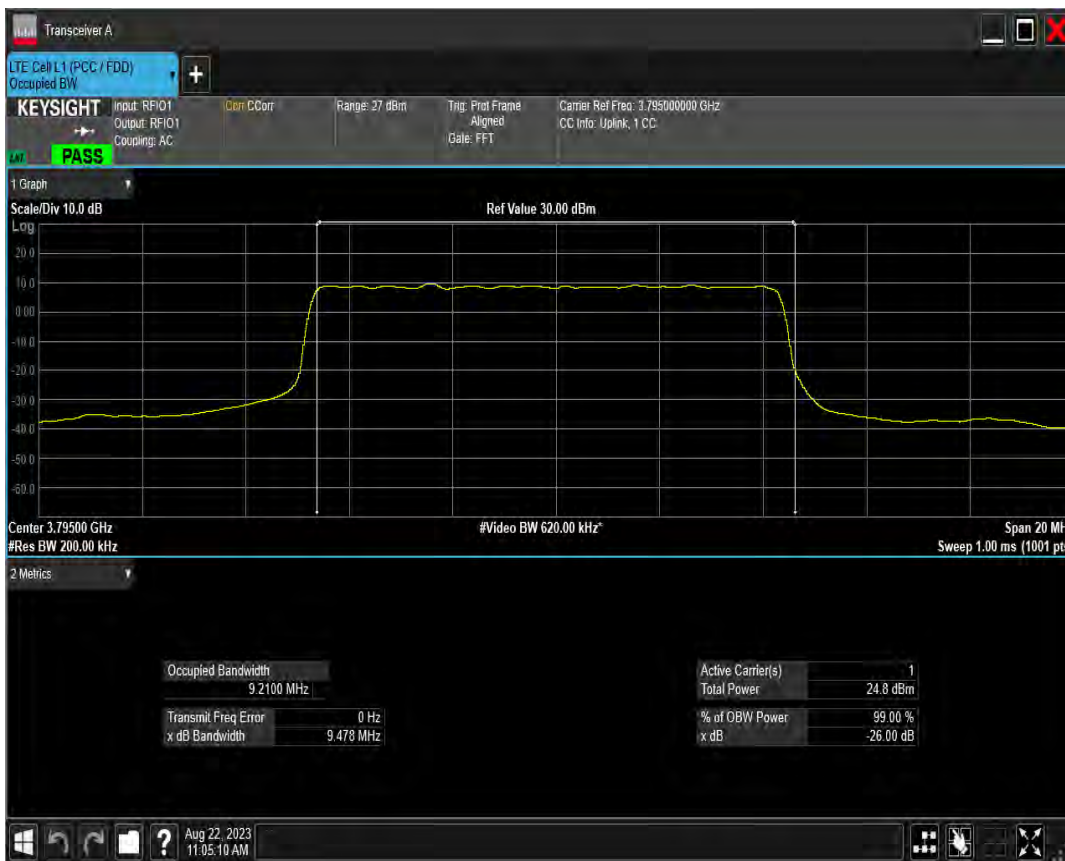 Transceiver A
LTE Cell L1 (PCC / FDD)
Occupied BW
KEYSIGHT
Input: RFIO1
Output: RFIO1
Coupling: AC
Corr CCorr
Range: 27 dBm
Trig: Prot Frame
Aligned
Gate: FFT
Carrier Ref Freq: 3.795000000 GHz
CC Info: Uplink, 1 CC
PASS
1 Graph
Scale/Div 10.0 dB
Ref Value 30.00 dBm
Log
20.0
10.0
0.00
-10.0
-20.0
-30.0
-40.0
-50.0
-60.0
Center 3.79500 GHz
#Video BW 620.00 kHz*
Span 20 MH
#Res BW 200.00 kHz
Sweep 1.00 ms (1001 pt
2 Metrics
Occupied Bandwidth
9.2100 MHz
Transmit Freq Error 0 Hz
x dB Bandwidth 9.478 MHz
Active Carrier(s) 1
Total Power 24.8 dBm
% of OBW Power 99.00 %
x dB -26.00 dB
Aug 22, 2023
11:05:10 AM